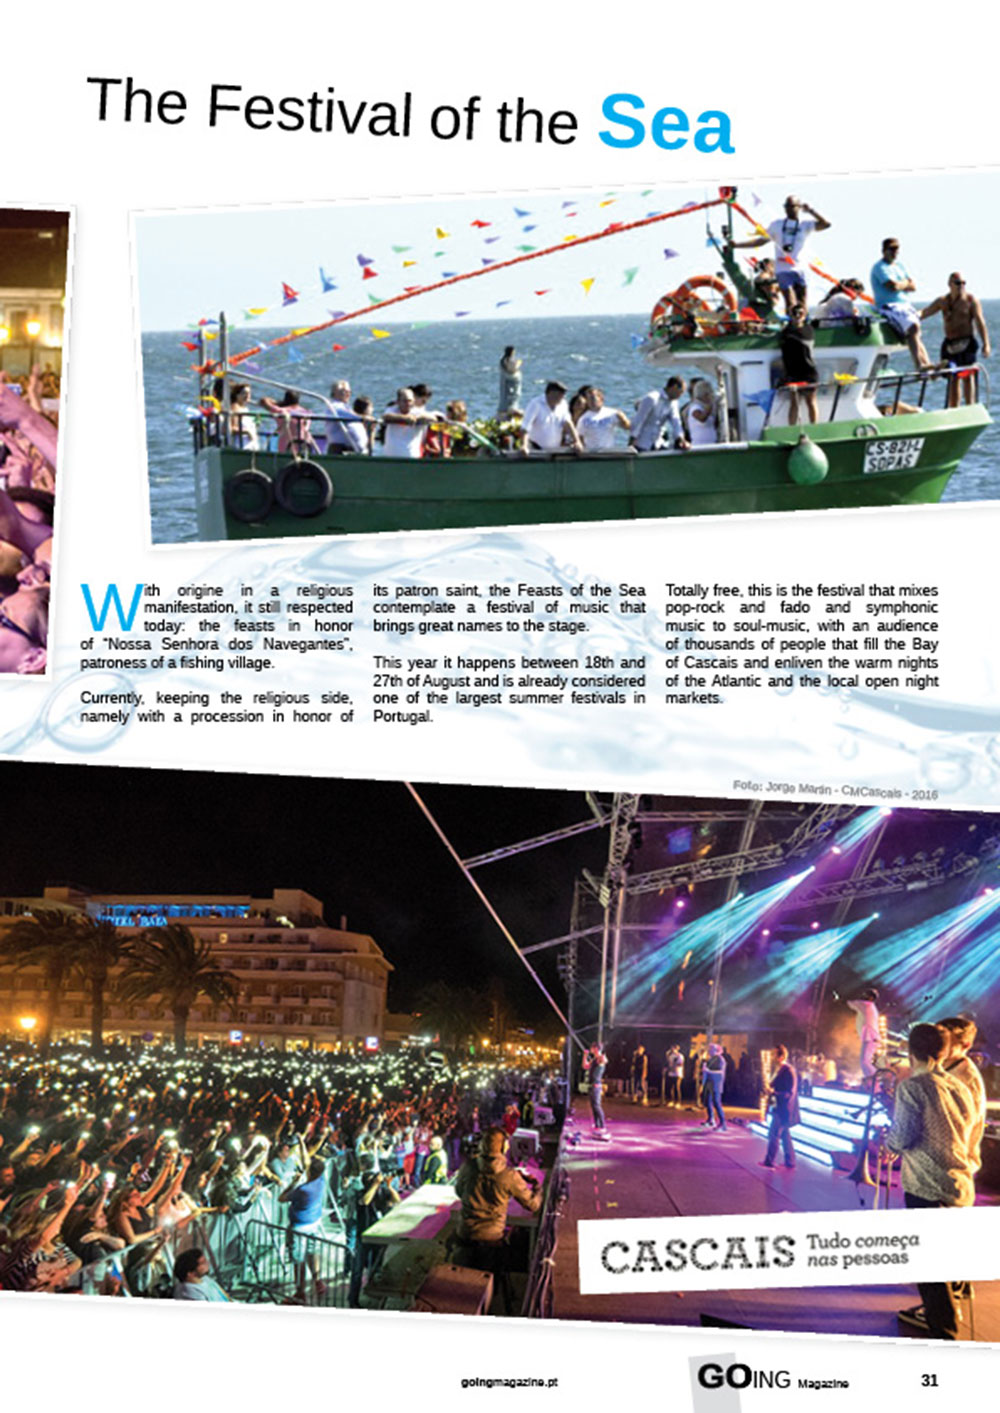 The Festival of the Sea
CS-821-L
SOPAS
With origine in a religious
manifestation, it still respected
today: the feasts in honor
of “Nossa Senhora dos Navegantes”,
patroness of a fishing village.
Currently, keeping the religious side,
namely with a procession in honor of
its patron saint, the Feasts of the Sea
contemplate a festival of music that
brings great names to the stage.
This year it happens between 18th and
27th of August and is already considered
one of the largest summer festivals in
Portugal.
Totally free, this is the festival that mixes
pop-rock and fado and symphonic
music to soul-music, with an audience
of thousands of people that fill the Bay
of Cascais and enliven the warm nights
of the Atlantic and the local open night
markets.
Foto: Jorge Martin - CMCascais - 2016
HOTEL BAIA
CASCAIS Tudo começa
nas pessoas
goingmagazine.pt
GOING Magazine
31